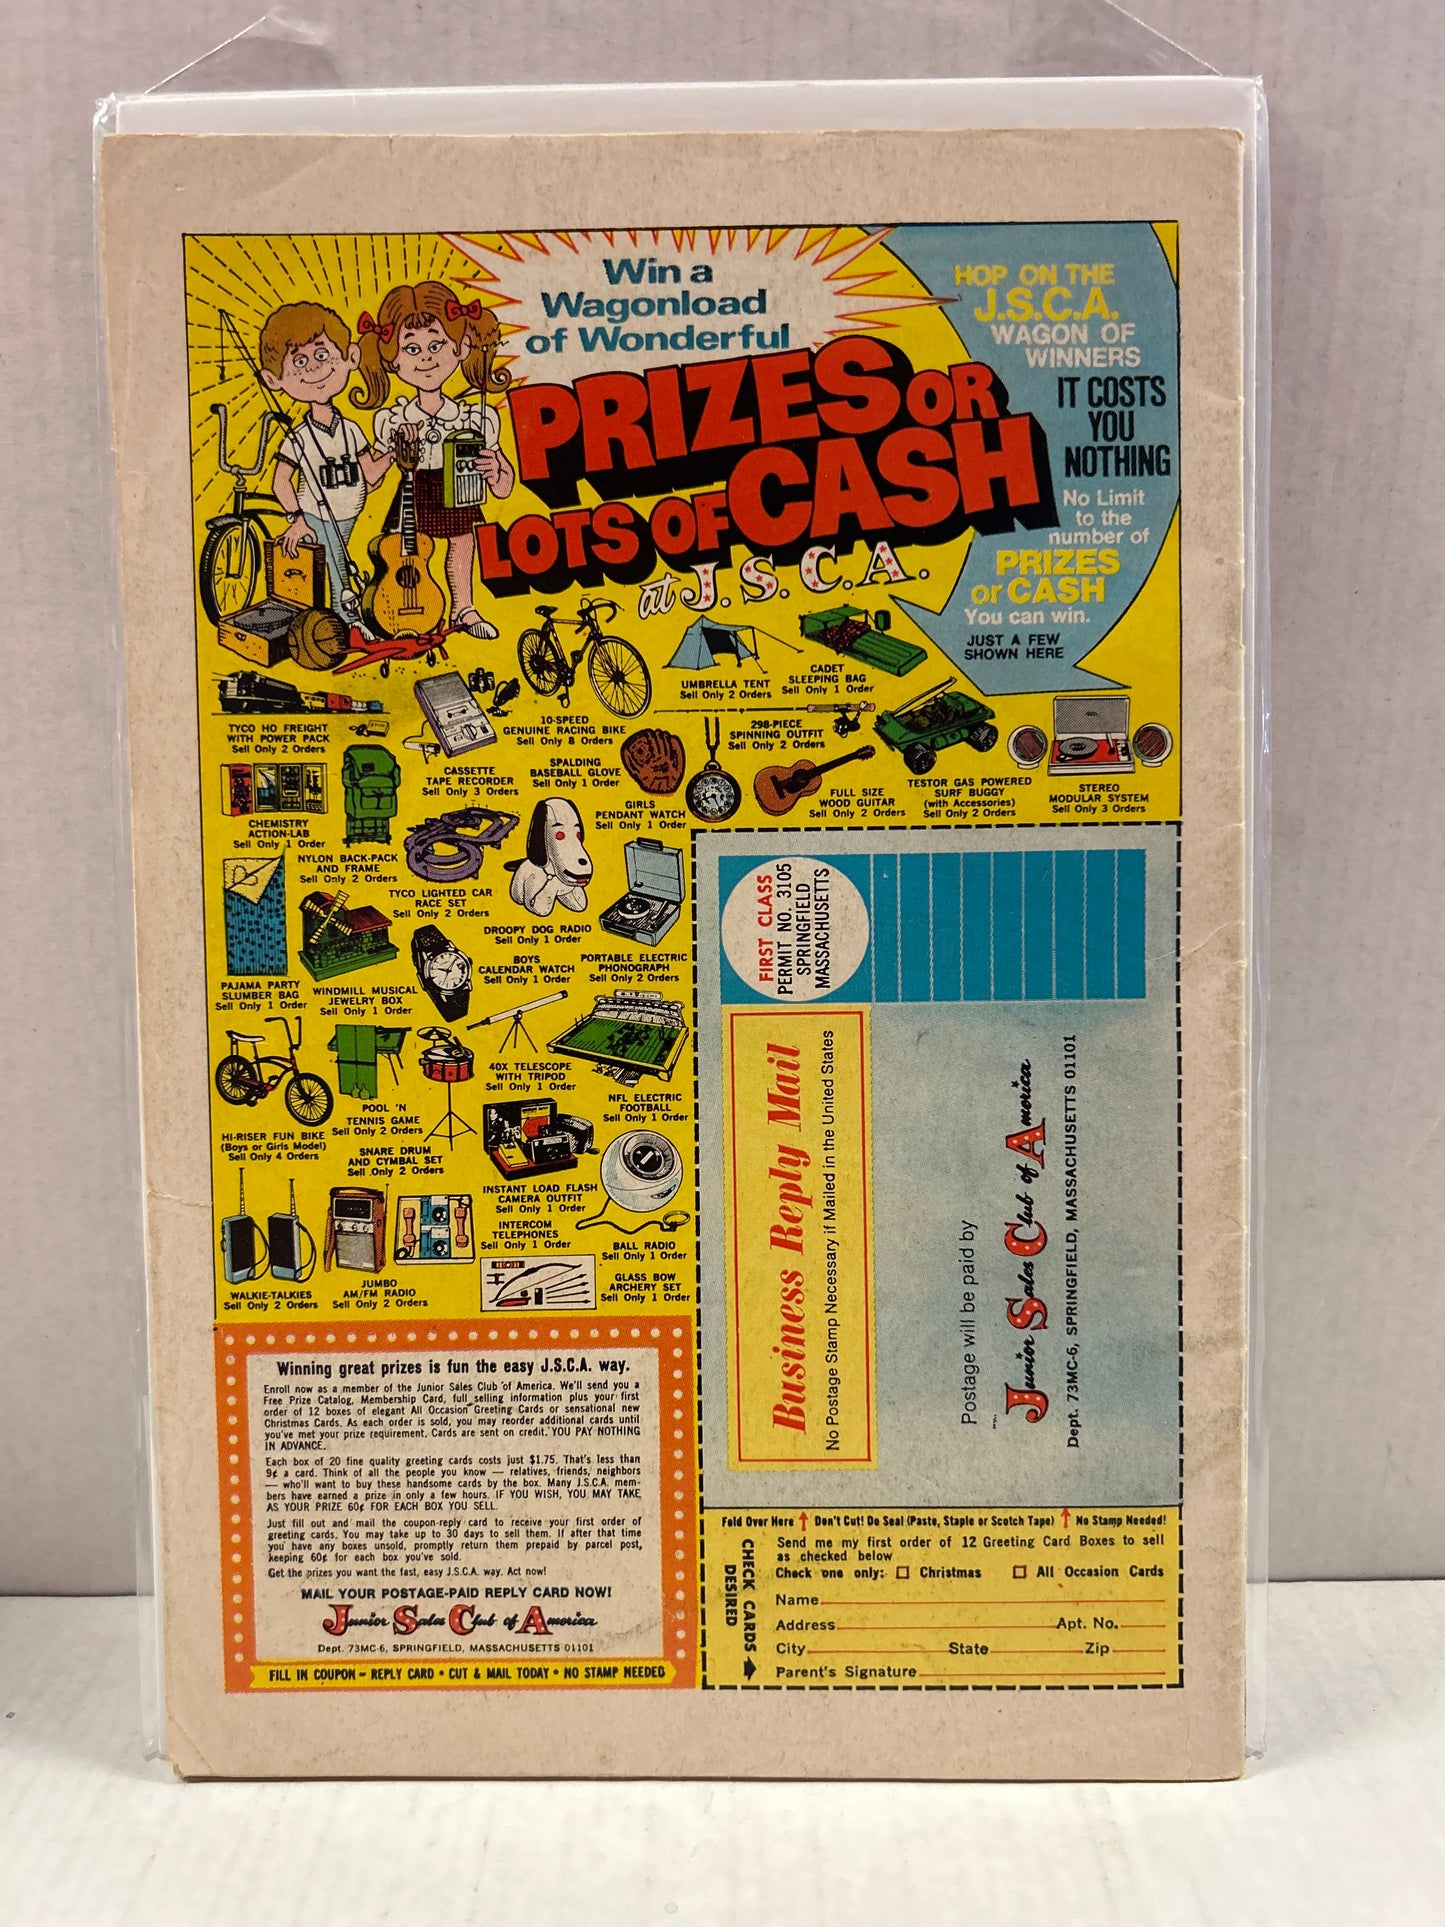 Win a
Wagonload
of Wonderful
PRIZES OR
LOTS OF CASH
at J.S.C.A.
HOP ON THE
J.S.C.A.
WAGON OF
WINNERS
IT COSTS
YOU
NOTHING
No Limit
to the
number of
PRIZES
or CASH
You can win.
JUST A FEW
SHOWN HERE
TYCO HO FREIGHT
WITH POWER PACK
Sell Only 2 Orders
CASSETTE
TAPE RECORDER
Sell Only 3 Orders
10-SPEED
GENUINE RACING BIKE
Sell Only 8 Orders
UMBRELLA TENT
Sell Only 2 Orders
CADET
SLEEPING BAG
Sell Only 1 Order
SPALDING
BASEBALL GLOVE
Sell Only 1 Order
298-PIECE
SPINNING OUTFIT
Sell Only 2 Orders
GIRLS
PENDANT WATCH
Sell Only 1 Order
FULL SIZE
WOOD GUITAR
Sell Only 2 Orders
TESTOR GAS POWERED
SURF BUGGY
(with Accessories)
Sell Only 2 Orders
STEREO
MODULAR SYSTEM
Sell Only 3 Orders
CHEMISTRY
ACTION-LAB
Sell Only 1 Order
NYLON BACK-PACK
AND FRAME
Sell Only 2 Orders
TYCO LIGHTED CAR
RACE SET
Sell Only 2 Orders
DROOPY DOG RADIO
Sell Only 1 Order
PAJAMA PARTY
SLUMBER BAG
Sell Only 1 Order
WINDMILL MUSICAL
JEWELRY BOX
Sell Only 1 Order
BOYS
CALENDAR WATCH
Sell Only 1 Order
PORTABLE ELECTRIC
PHONOGRAPH
Sell Only 2 Orders
HI-RISER FUN BIKE
(Boys or Girls Model)
Sell Only 4 Orders
POOL 'N
TENNIS GAME
Sell Only 2 Orders
SNARE DRUM
AND CYMBAL SET
Sell Only 2 Orders
40X TELESCOPE
WITH TRIPOD
Sell Only 1 Order
NFL ELECTRIC
FOOTBALL
Sell Only 1 Order
INSTANT LOAD FLASH
CAMERA OUTFIT
Sell Only 1 Order
INTERCOM
TELEPHONES
Sell Only 1 Order
BALL RADIO
Sell Only 1 Order
WALKIE-TALKIES
Sell Only 2 Orders
JUMBO
AM/FM RADIO
Sell Only 2 Orders
GLASS BOW
ARCHERY SET
Sell Only 1 Order
FIRST CLASS
PERMIT NO. 3105
SPRINGFIELD
MASSACHUSETTS
Business Reply Mail
No Postage Stamp Necessary if Mailed in the United States
Postage will be paid by
Junior Sales Club of America
Dept. 73MC-6, SPRINGFIELD, MASSACHUSETTS 01101
Winning great prizes is fun the easy J.S.C.A. way.
Enroll now as a member of the Junior Sales Club of America. We'll send you a
Free Prize Catalog, Membership Card, full selling information plus your first
order of 12 boxes of elegant All Occasion Greeting Cards or sensational new
Christmas Cards. As each order is sold, you may reorder additional cards until
you've met your prize requirement. Cards are sent on credit. YOU PAY NOTHING
IN ADVANCE.
Each box of 20 fine quality greeting cards costs just $1.75. That's less than
9¢ a card. Think of all the people you know — relatives, friends, neighbors
— who'll want to buy these handsome cards by the box. Many J.S.C.A. mem-
bers have earned a prize in only a few hours. IF YOU WISH, YOU MAY TAKE
AS YOUR PRIZE 60¢ FOR EACH BOX YOU SELL.
Just fill out and mail the coupon-reply card to receive your first order of
greeting cards. You may take up to 30 days to sell them. If after that time
you have any boxes unsold, promptly return them prepaid by parcel post,
keeping 60¢ for each box you've sold.
Get the prizes you want the fast, easy J.S.C.A. way. Act now!
MAIL YOUR POSTAGE-PAID REPLY CARD NOW!
Junior Sales Club of America
Dept. 73MC-6, SPRINGFIELD, MASSACHUSETTS 01101
FILL IN COUPON – REPLY CARD • CUT & MAIL TODAY • NO STAMP NEEDED
Fold Over Here ↑ Don't Cut! Do Seal (Paste, Staple or Scotch Tape) ↑ No Stamp Needed!
CHECK CARDS
DESIRED
Send me my first order of 12 Greeting Card Boxes to sell
as checked below
Check one only: □ Christmas □ All Occasion Cards
Name
Address Apt. No.
City State Zip
Parent's Signature